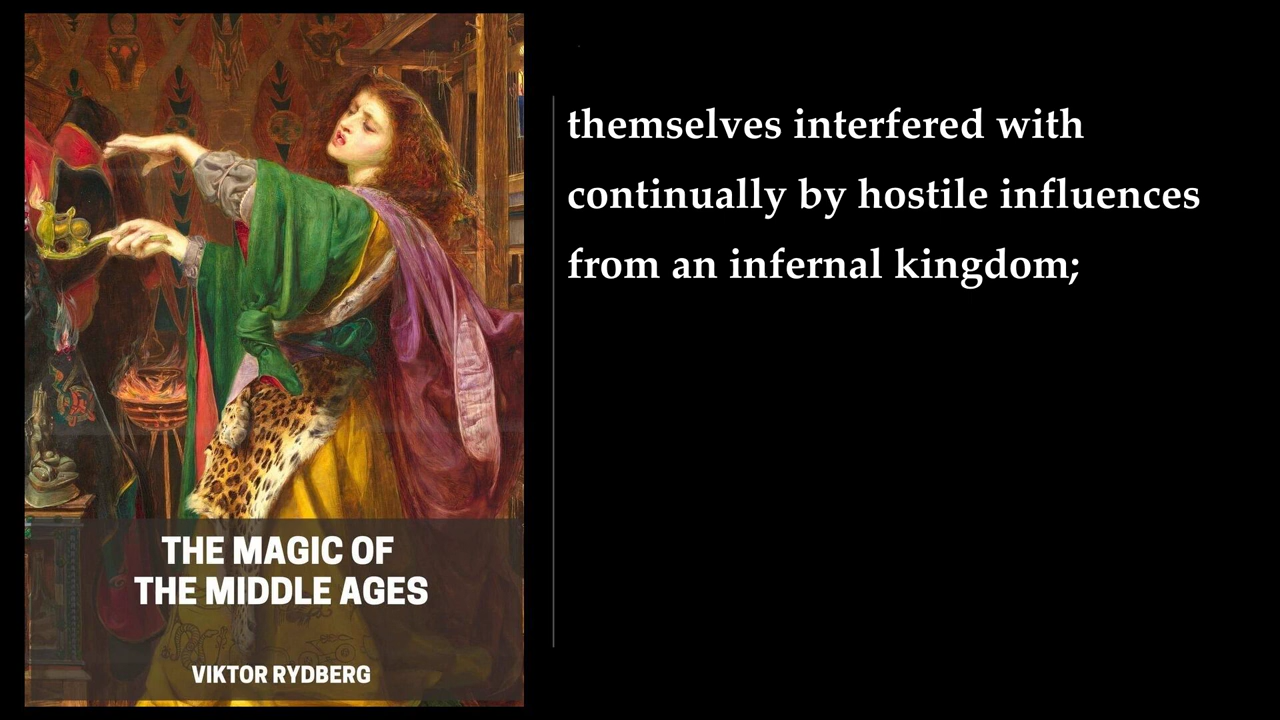 themselves interfered with
continually by hostile influences
from an infernal kingdom;
THE MAGIC OF
THE MIDDLE AGES
VIKTOR RYDBERG